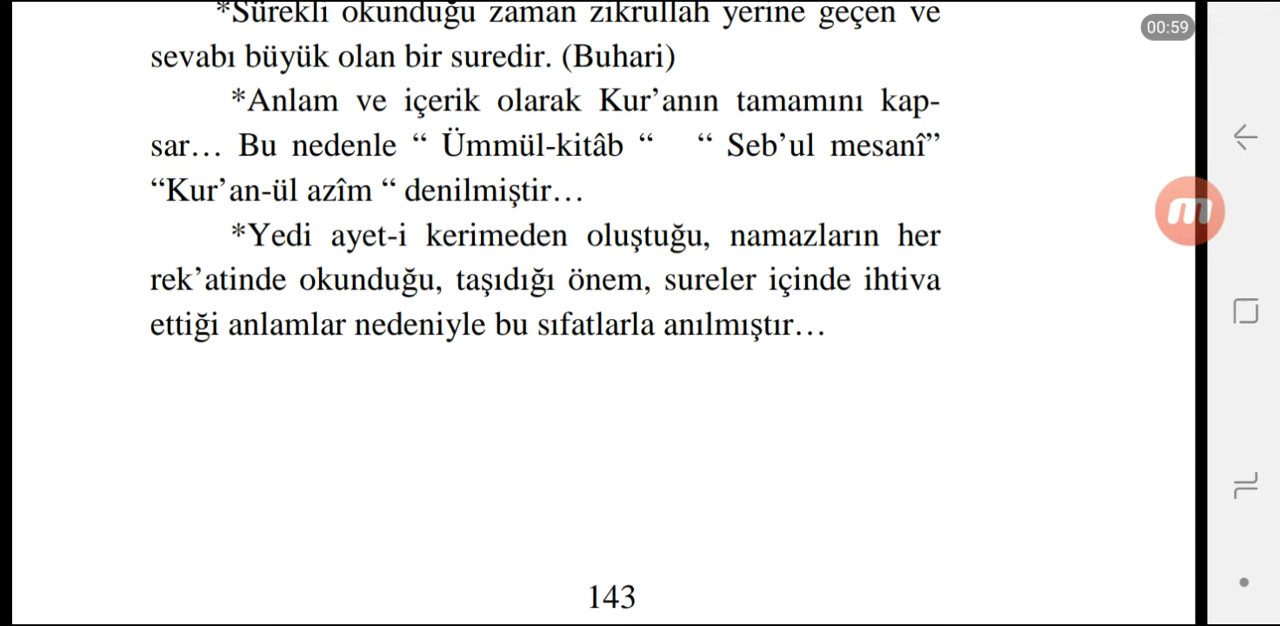 *Sürekli okunduğu zaman zikrullah yerine geçen ve
sevabı büyük olan bir suredir. (Buhari)
*Anlam ve içerik olarak Kur’anın tamamını kap-
sar… Bu nedenle “ Ümmül-kitâb “ “ Seb’ul mesanî”
“Kur’an-ül azîm “ denilmiştir…
*Yedi ayet-i kerimeden oluştuğu, namazların her
rek’atinde okunduğu, taşıdığı önem, sureler içinde ihtiva
ettiği anlamlar nedeniyle bu sıfatlarla anılmıştır…
143
00:59
m